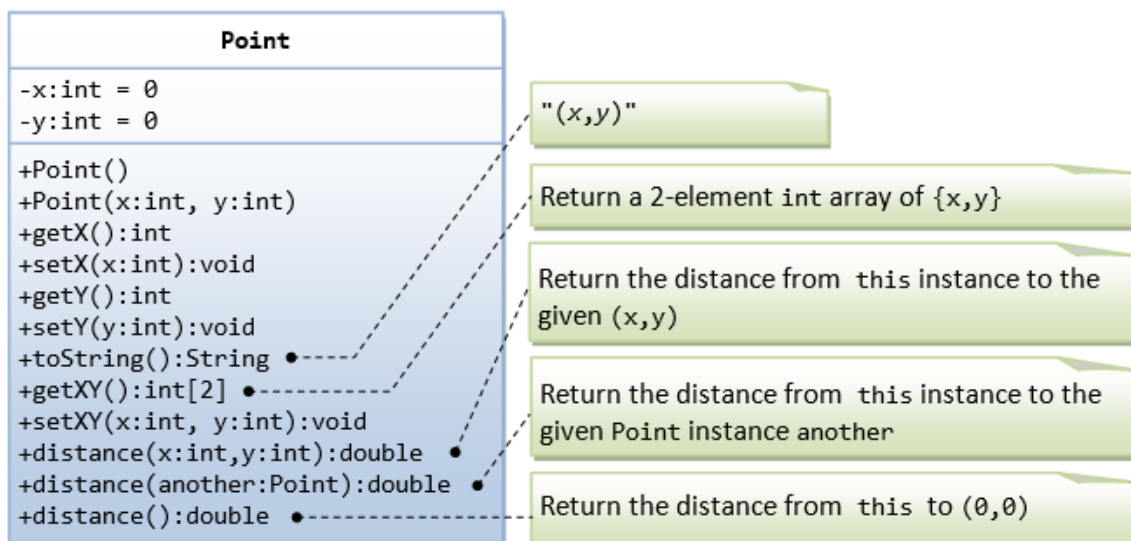 Point
-x:int = 0
-y:int = 0
+Point()
+Point(x:int, y:int)
+getX():int
+setX(x:int):void
+getY():int
+setY(y:int):void
+toString():String
+getXY():int[2]
+setXY(x:int, y:int):void
+distance(x:int,y:int):double
+distance(another:Point):double
+distance():double
"(x,y)"
Return a 2-element int array of {x,y}
Return the distance from this instance to the
given (x,y)
Return the distance from this instance to the
given Point instance another
Return the distance from this to (0,0)